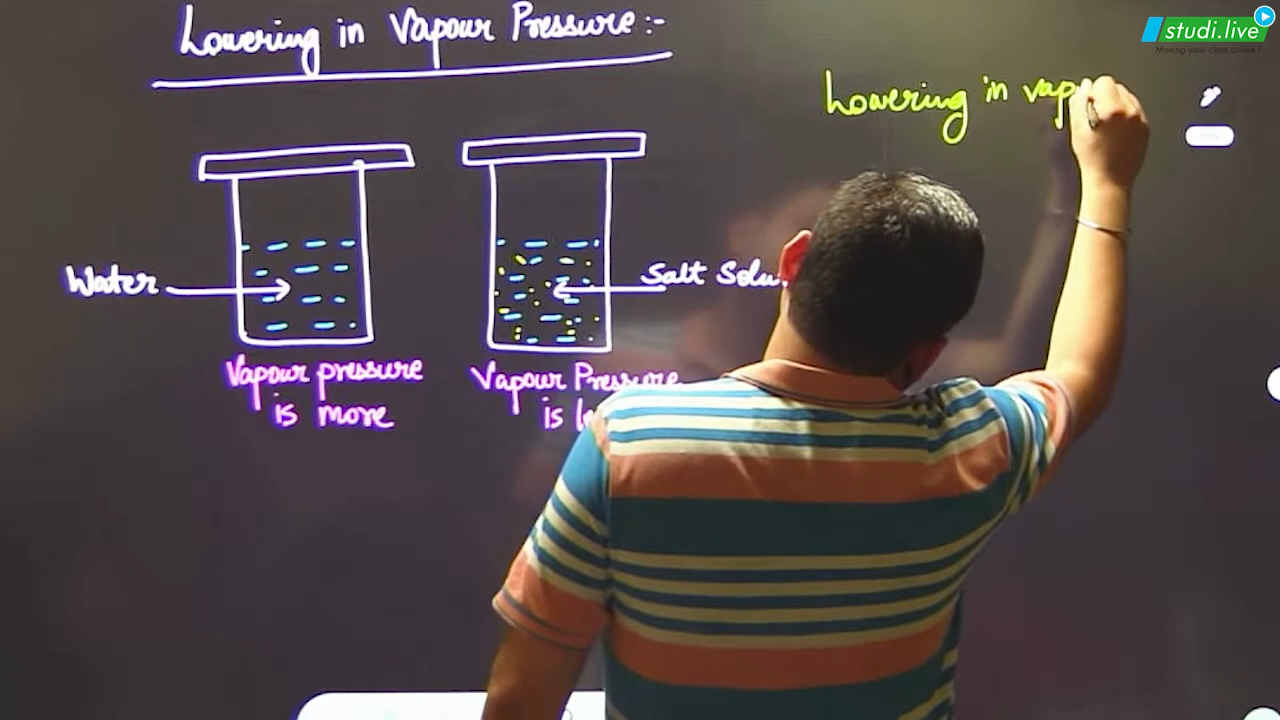 Lowering in Vapour Pressure:-
studi.live
Moving your class online !
Lowering in vap
Water
Salt Solu
Vapour pressure
is more
Vapour Pressure
is